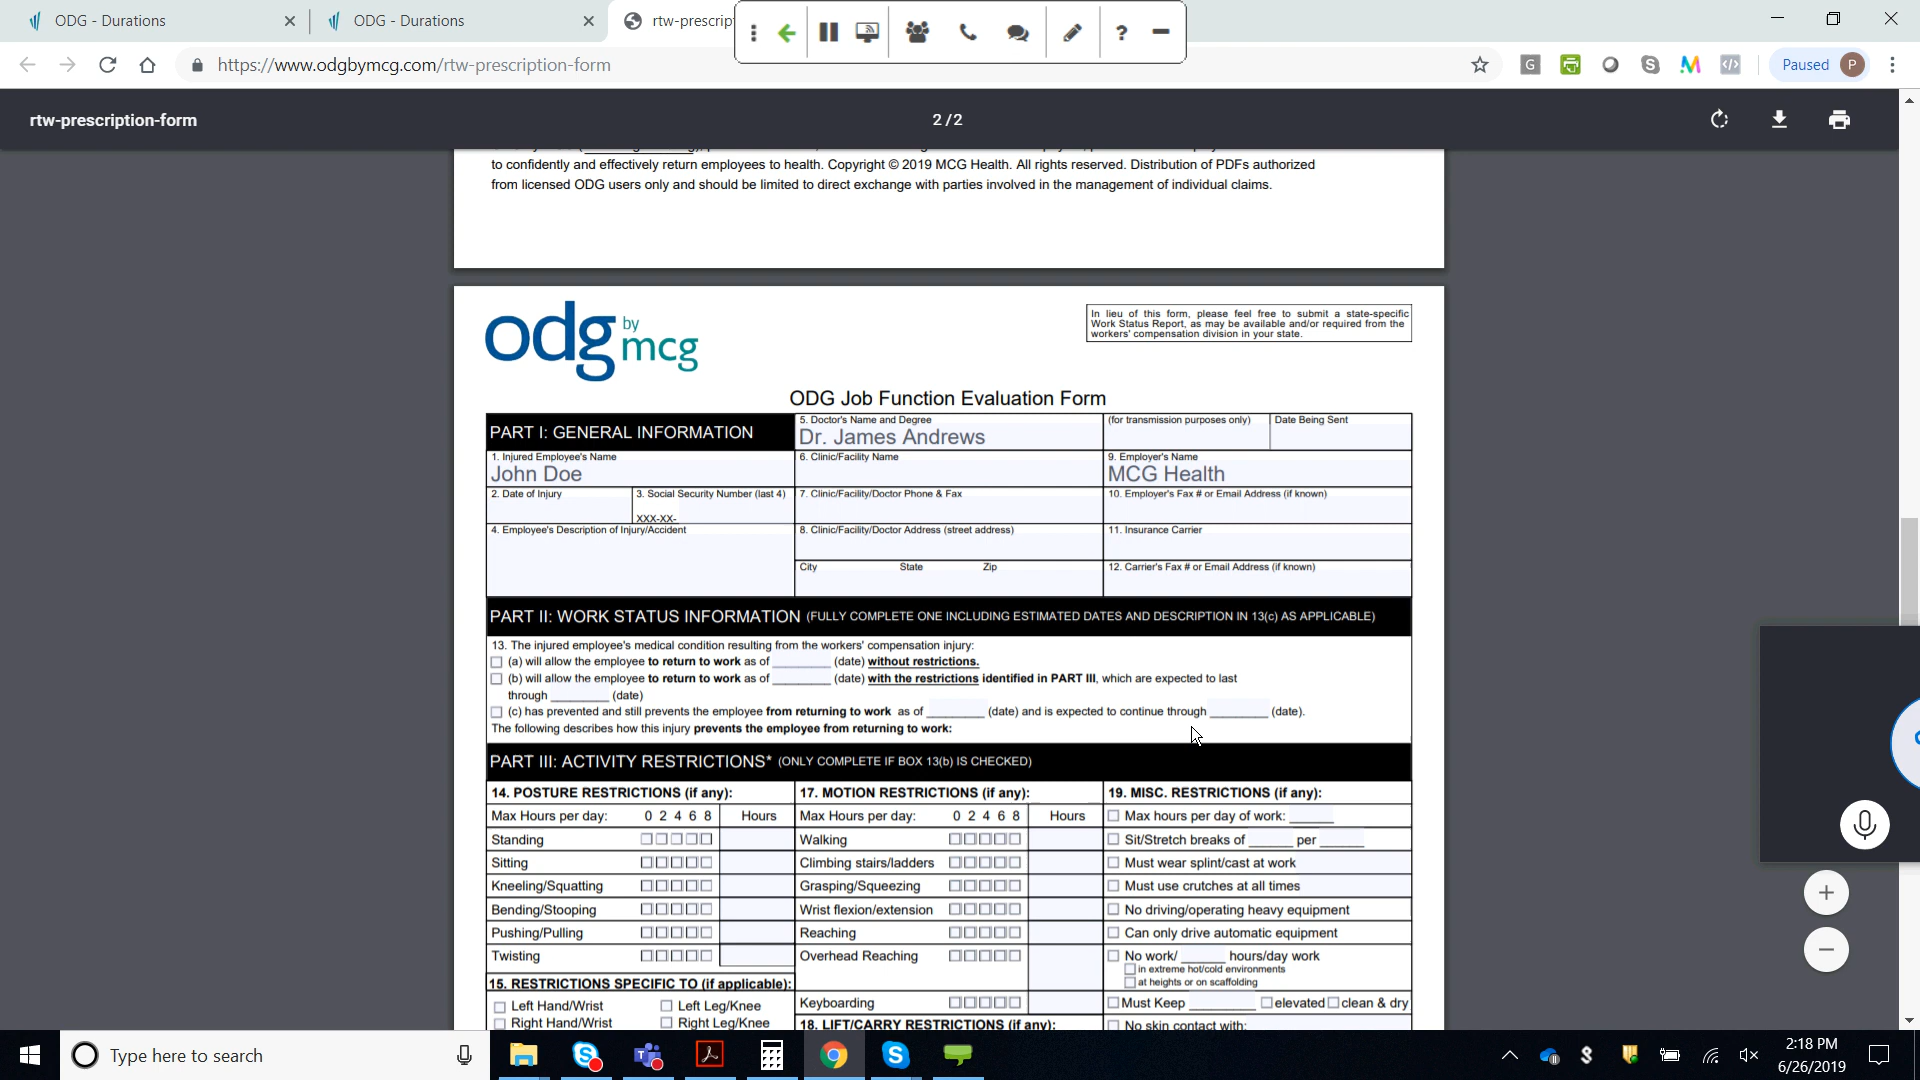 ODG - Durations
ODG - Durations
rtw-prescrip
?
https://www.odgbymcg.com/rtw-prescription-form
G
Paused P
rtw-prescription-form
2 / 2
to confidently and effectively return employees to health. Copyright © 2019 MCG Health. All rights reserved. Distribution of PDFs authorized
from licensed ODG users only and should be limited to direct exchange with parties involved in the management of individual claims.
odg by mcg
In lieu of this form, please feel free to submit a state-specific
Work Status Report, as may be available and/or required from the
workers' compensation division in your state.
ODG Job Function Evaluation Form
PART I: GENERAL INFORMATION
5. Doctor's Name and Degree
Dr. James Andrews
(for transmission purposes only)
Date Being Sent
1. Injured Employee's Name
John Doe
6. Clinic/Facility Name
9. Employer's Name
MCG Health
2. Date of Injury
3. Social Security Number (last 4)
XXX-XX-
7. Clinic/Facility/Doctor Phone & Fax
10. Employer's Fax # or Email Address (if known)
4. Employee's Description of Injury/Accident
8. Clinic/Facility/Doctor Address (street address)
11. Insurance Carrier
City State Zip
12. Carrier's Fax # or Email Address (if known)
PART II: WORK STATUS INFORMATION (FULLY COMPLETE ONE INCLUDING ESTIMATED DATES AND DESCRIPTION IN 13(c) AS APPLICABLE)
13. The injured employee's medical condition resulting from the workers' compensation injury:
(a) will allow the employee to return to work as of ________ (date) without restrictions.
(b) will allow the employee to return to work as of ________ (date) with the restrictions identified in PART III, which are expected to last
through ________ (date)
(c) has prevented and still prevents the employee from returning to work as of ________ (date) and is expected to continue through ________ (date).
The following describes how this injury prevents the employee from returning to work:
PART III: ACTIVITY RESTRICTIONS* (ONLY COMPLETE IF BOX 13(b) IS CHECKED)
14. POSTURE RESTRICTIONS (if any):
Max Hours per day: 0 2 4 6 8 Hours
Standing
Sitting
Kneeling/Squatting
Bending/Stooping
Pushing/Pulling
Twisting
15. RESTRICTIONS SPECIFIC TO (if applicable):
Left Hand/Wrist Left Leg/Knee
Right Hand/Wrist Right Leg/Knee
17. MOTION RESTRICTIONS (if any):
Max Hours per day: 0 2 4 6 8 Hours
Walking
Climbing stairs/ladders
Grasping/Squeezing
Wrist flexion/extension
Reaching
Overhead Reaching
Keyboarding
18. LIFT/CARRY RESTRICTIONS (if any):
19. MISC. RESTRICTIONS (if any):
Max hours per day of work: ______
Sit/Stretch breaks of ______ per ______
Must wear splint/cast at work
Must use crutches at all times
No driving/operating heavy equipment
Can only drive automatic equipment
No work/ ______ hours/day work
in extreme hot/cold environments
at heights or on scaffolding
Must Keep ________ elevated clean & dry
No skin contact with:
Type here to search
2:18 PM
6/26/2019